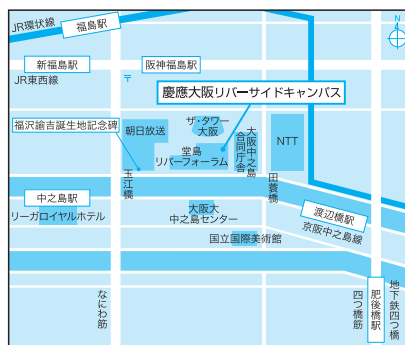 JR環状線
福島駅
N
新福島駅
阪神福島駅
JR東西線
〒
慶應大阪リバーサイドキャンパス
福沢諭吉誕生地記念碑
朝日放送
ザ・タワー
大阪
堂島
リバーフォーラム
大阪中之島
合同庁舎
NTT
玉江橋
田蓑橋
中之島駅
渡辺橋駅
リーガロイヤルホテル
大阪大
中之島センター
京阪中之島線
国立国際美術館
なにわ筋
四つ橋筋
肥後橋駅
地下鉄四つ橋